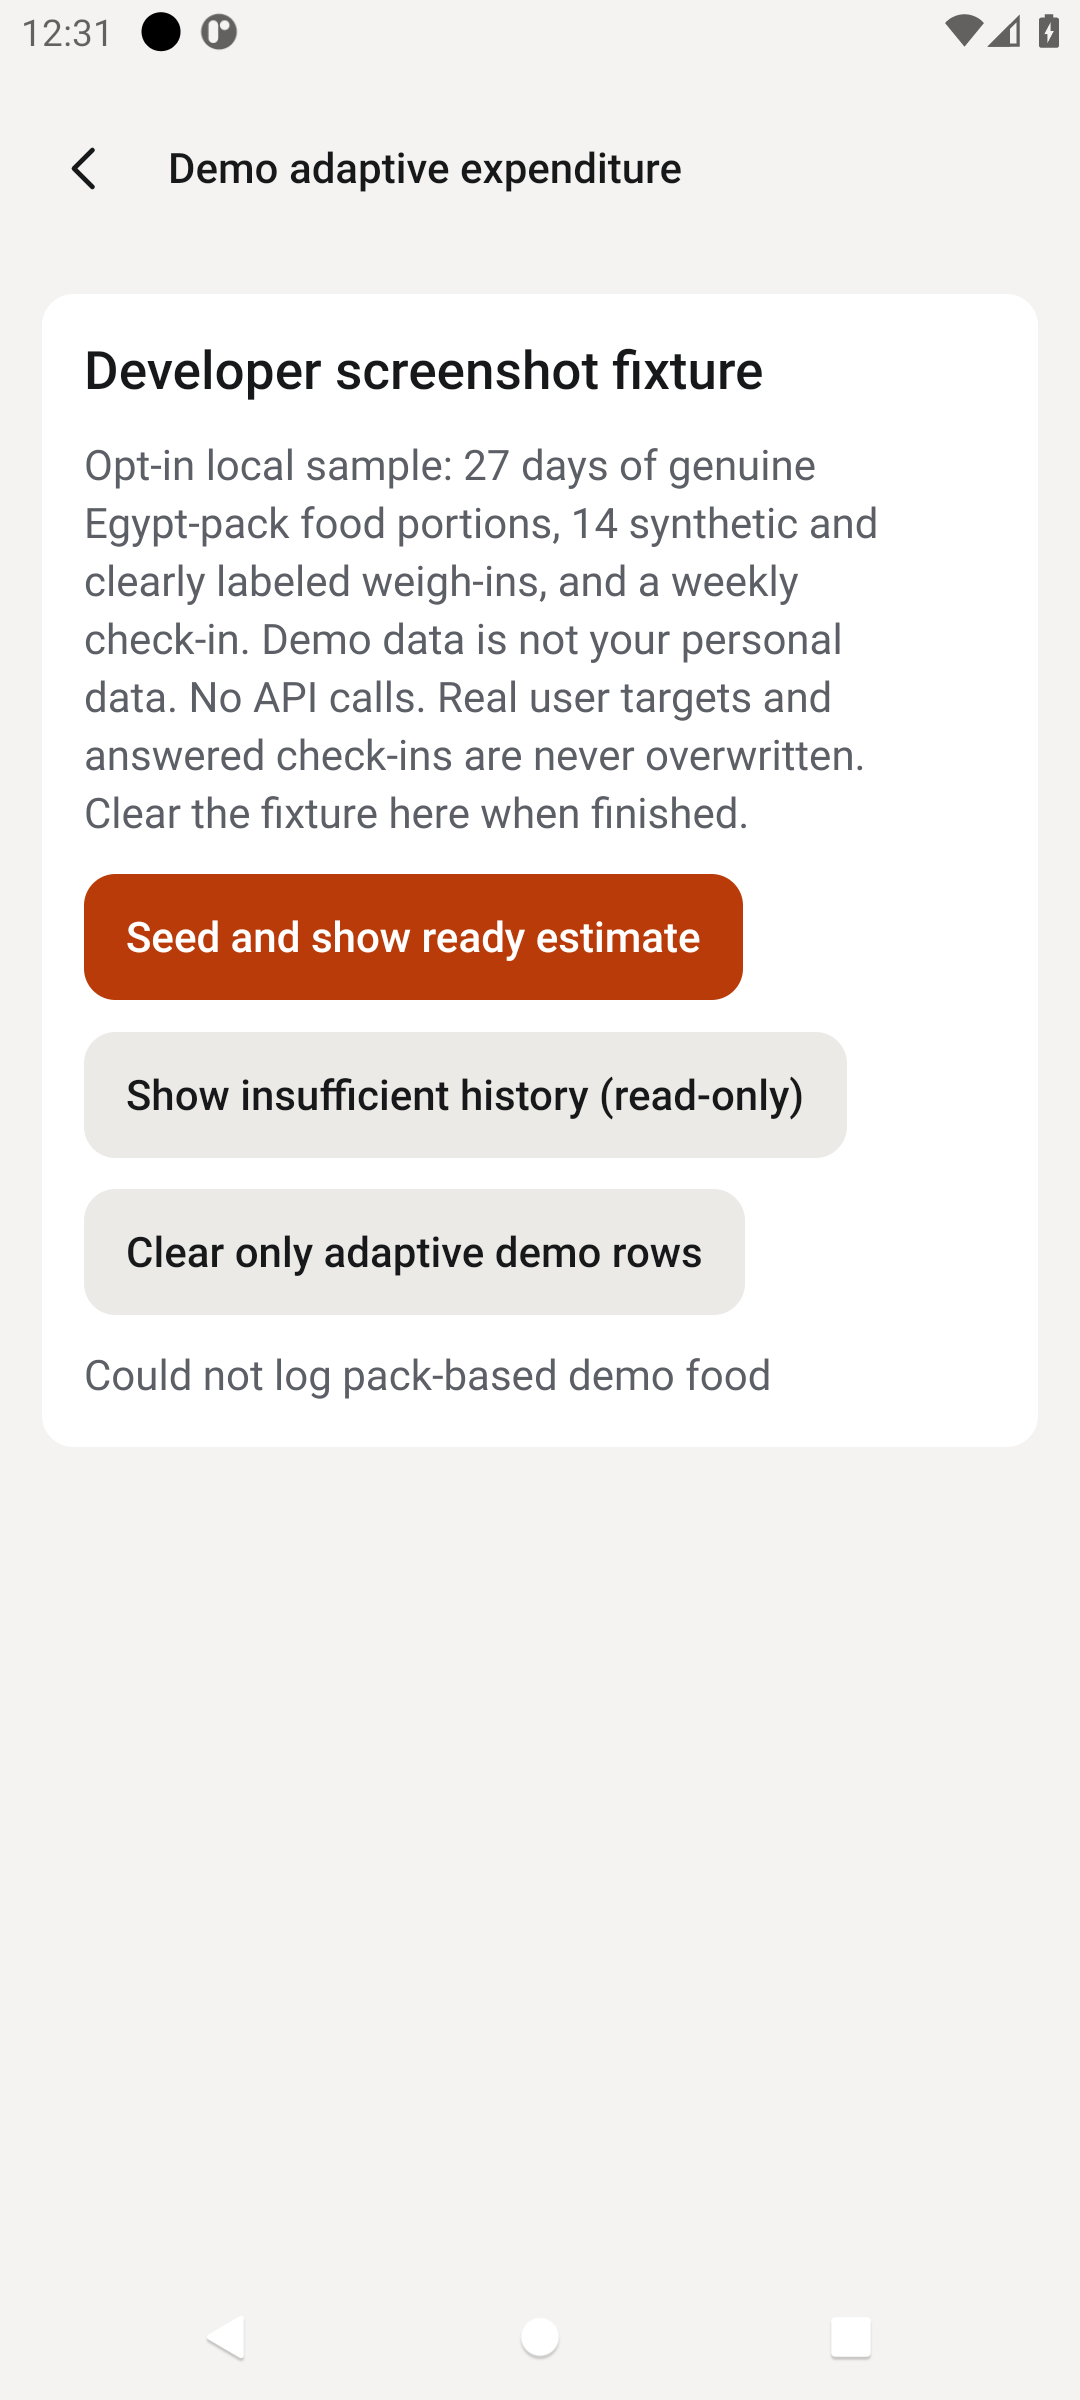 12:31
Demo adaptive expenditure
Developer screenshot fixture
Opt-in local sample: 27 days of genuine
Egypt-pack food portions, 14 synthetic and
clearly labeled weigh-ins, and a weekly
check-in. Demo data is not your personal
data. No API calls. Real user targets and
answered check-ins are never overwritten.
Clear the fixture here when finished.
Seed and show ready estimate
Show insufficient history (read-only)
Clear only adaptive demo rows
Could not log pack-based demo food